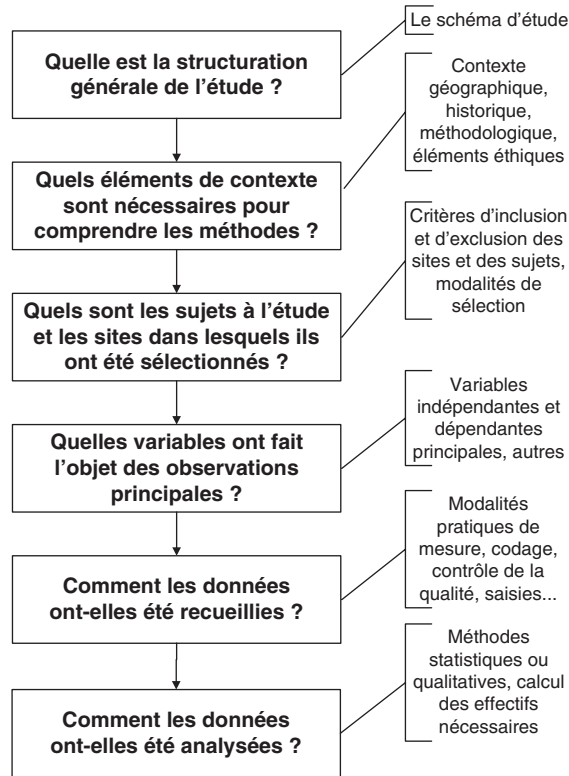 Le schéma d'étude
Quelle est la structuration
générale de l'étude ?
Contexte
géographique,
historique,
méthodologique,
éléments éthiques
Quels éléments de contexte
sont nécessaires pour
comprendre les méthodes ?
Critères d'inclusion
et d'exclusion des
sites et des sujets,
modalités de
sélection
Quels sont les sujets à l'étude
et les sites dans lesquels ils
ont été sélectionnés ?
Variables
indépendantes et
dépendantes
principales, autres
Quelles variables ont fait
l'objet des observations
principales ?
Modalités
pratiques de
mesure, codage,
contrôle de la
qualité, saisies...
Comment les données
ont-elles été recueillies ?
Méthodes
statistiques ou
qualitatives, calcul
des effectifs
nécessaires
Comment les données
ont-elles été analysées ?